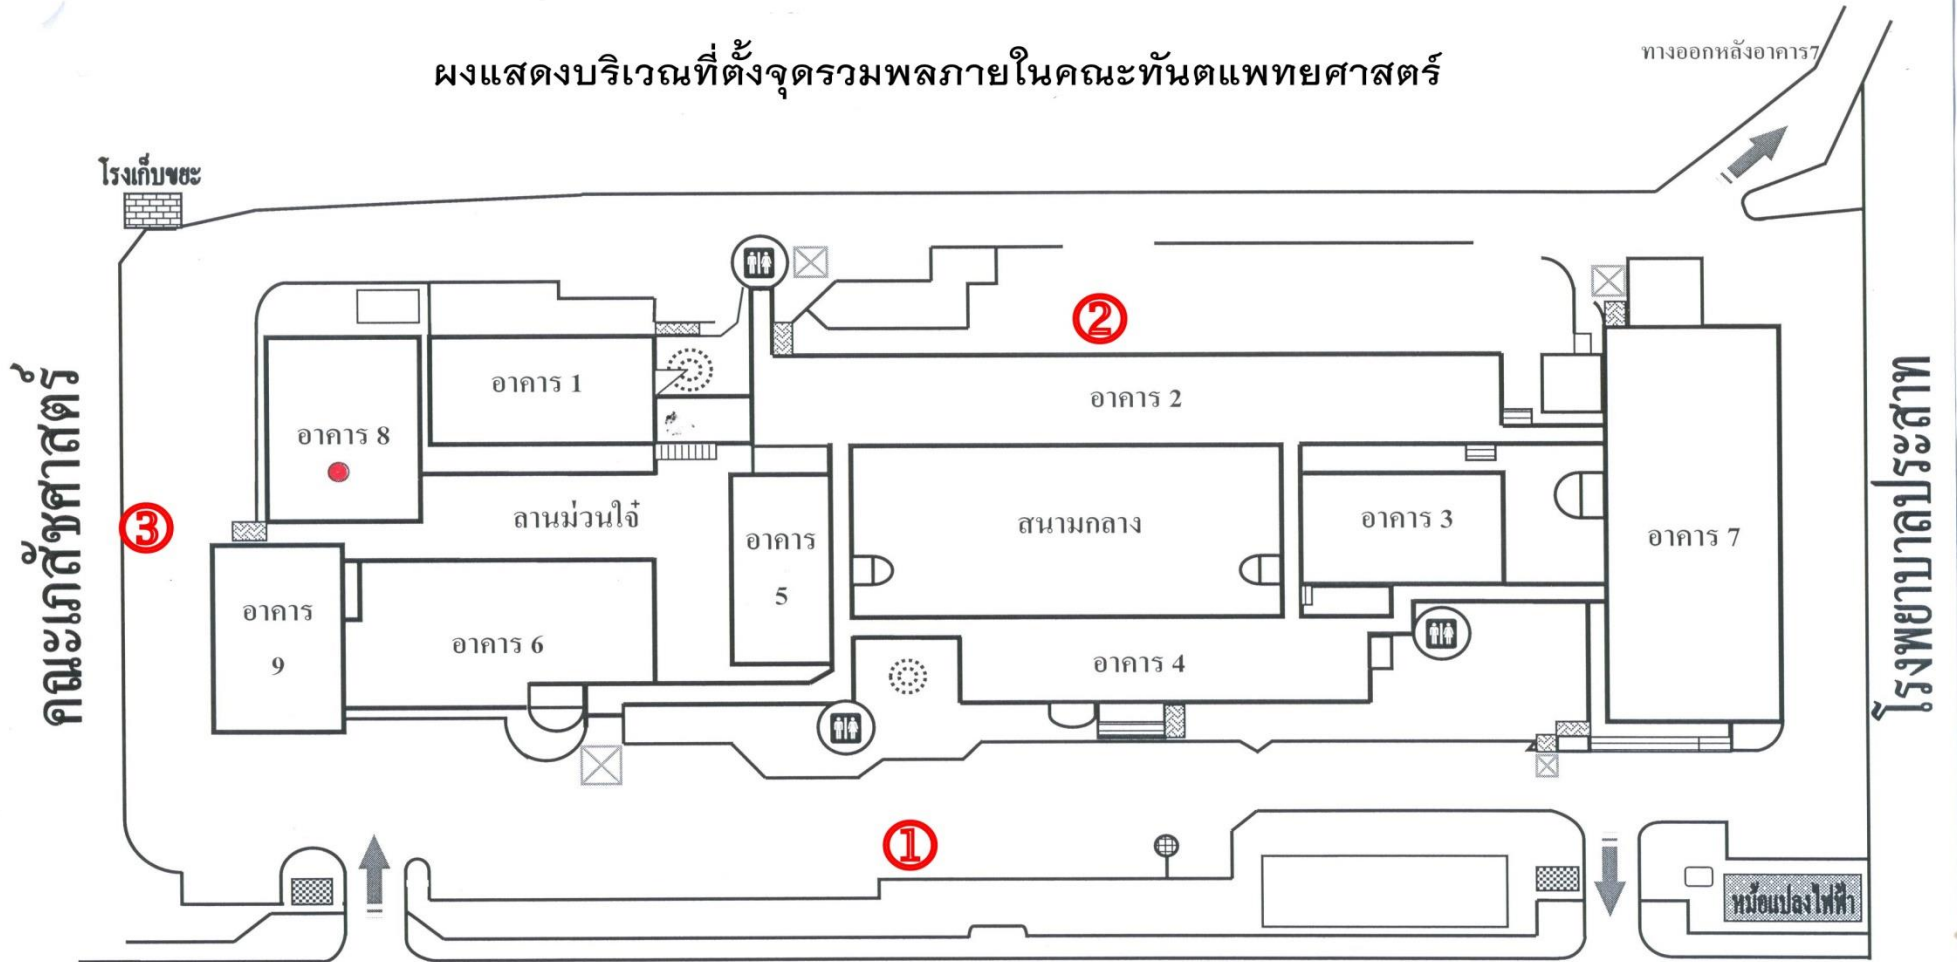 ผงแสดงบริเวณที่ตั้งจุดรวมพลภายในคณะทันตแพทยศาสตร์
ทางออกหลังอาคาร7
โรงเก็บขยะ
②
อาคาร 1
อาคาร 2
อาคาร 8
คณะเภสัชศาสตร์
③
ลานม่วนใจ๋
อาคาร
5
สนามกลาง
อาคาร 3
อาคาร 7
โรงพยาบาลประสาท
อาคาร
9
อาคาร 6
อาคาร 4
①
หม้อแปลงไฟฟ้า